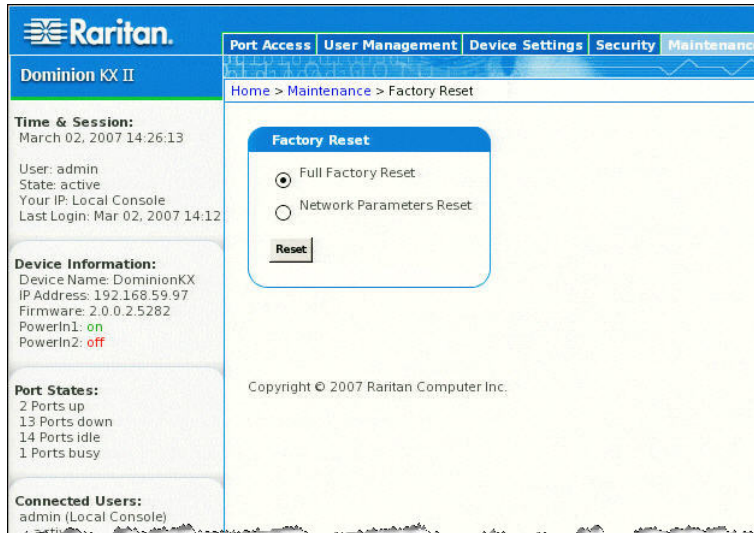 Raritan.
Dominion KX II
Port Access User Management Device Settings Security Maintenance
Home > Maintenance > Factory Reset
Time & Session:
March 02, 2007 14:26:13
User: admin
State: active
Your IP: Local Console
Last Login: Mar 02, 2007 14:12
Device Information:
Device Name: DominionKX
IP Address: 192.168.59.97
Firmware: 2.0.0.2.5282
PowerIn1: on
PowerIn2: off
Port States:
2 Ports up
13 Ports down
14 Ports idle
1 Ports busy
Connected Users:
admin (Local Console)
Factory Reset
Full Factory Reset
Network Parameters Reset
Reset
Copyright © 2007 Raritan Computer Inc.